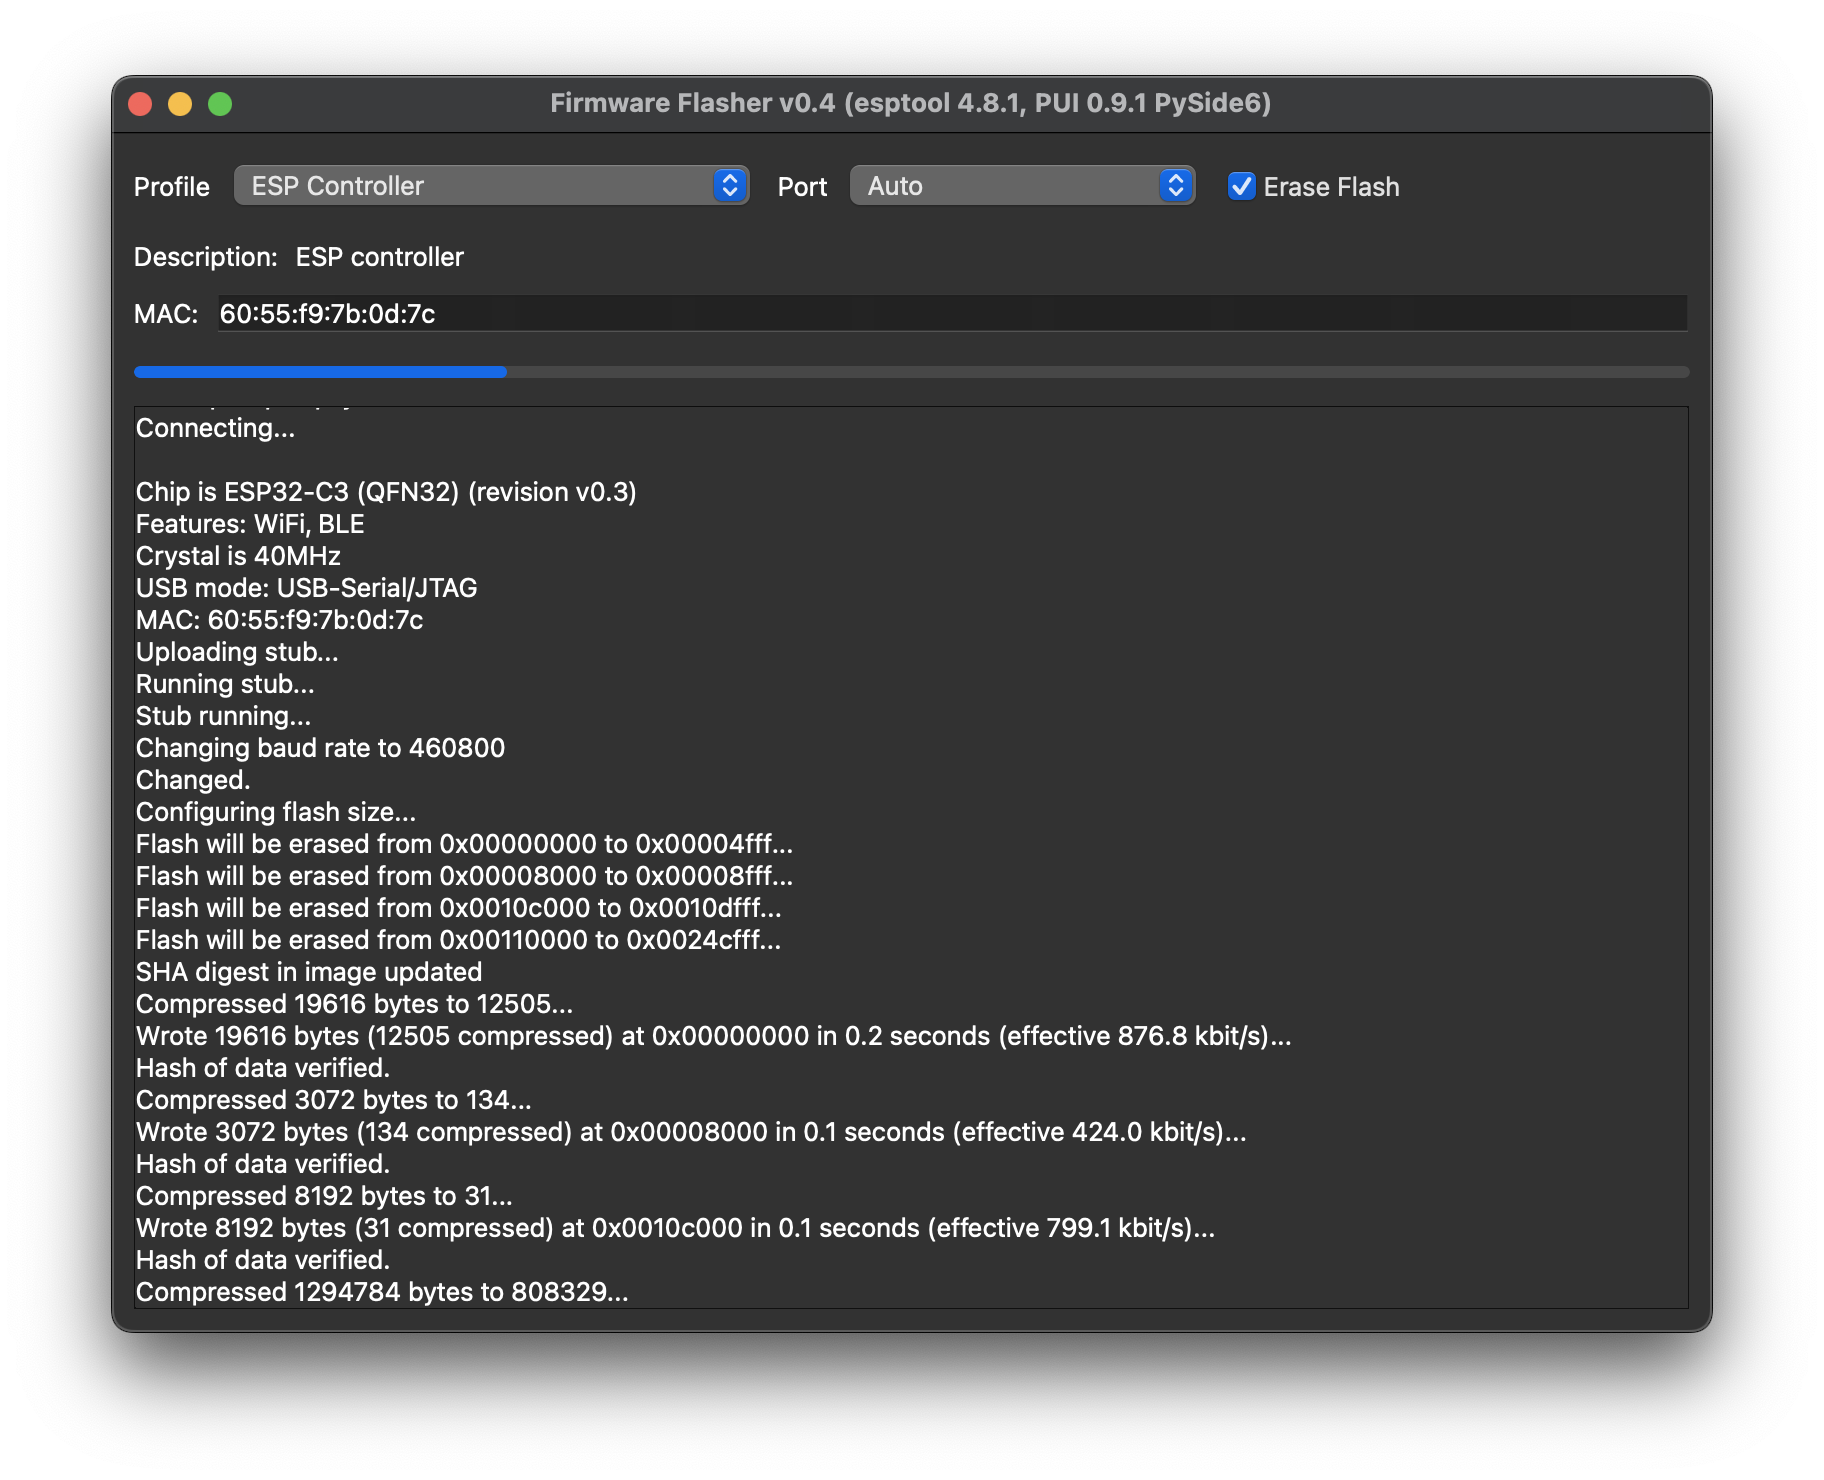 Firmware Flasher v0.4 (esptool 4.8.1, PUI 0.9.1 PySide6)
Profile ESP Controller Port Auto Erase Flash
Description: ESP controller
MAC: 60:55:f9:7b:0d:7c
Connecting...
Chip is ESP32-C3 (QFN32) (revision v0.3)
Features: WiFi, BLE
Crystal is 40MHz
USB mode: USB-Serial/JTAG
MAC: 60:55:f9:7b:0d:7c
Uploading stub...
Running stub...
Stub running...
Changing baud rate to 460800
Changed.
Configuring flash size...
Flash will be erased from 0x00000000 to 0x00004fff...
Flash will be erased from 0x00008000 to 0x00008fff...
Flash will be erased from 0x0010c000 to 0x0010dfff...
Flash will be erased from 0x00110000 to 0x0024cfff...
SHA digest in image updated
Compressed 19616 bytes to 12505...
Wrote 19616 bytes (12505 compressed) at 0x00000000 in 0.2 seconds (effective 876.8 kbit/s)...
Hash of data verified.
Compressed 3072 bytes to 134...
Wrote 3072 bytes (134 compressed) at 0x00008000 in 0.1 seconds (effective 424.0 kbit/s)...
Hash of data verified.
Compressed 8192 bytes to 31...
Wrote 8192 bytes (31 compressed) at 0x0010c000 in 0.1 seconds (effective 799.1 kbit/s)...
Hash of data verified.
Compressed 1294784 bytes to 808329...